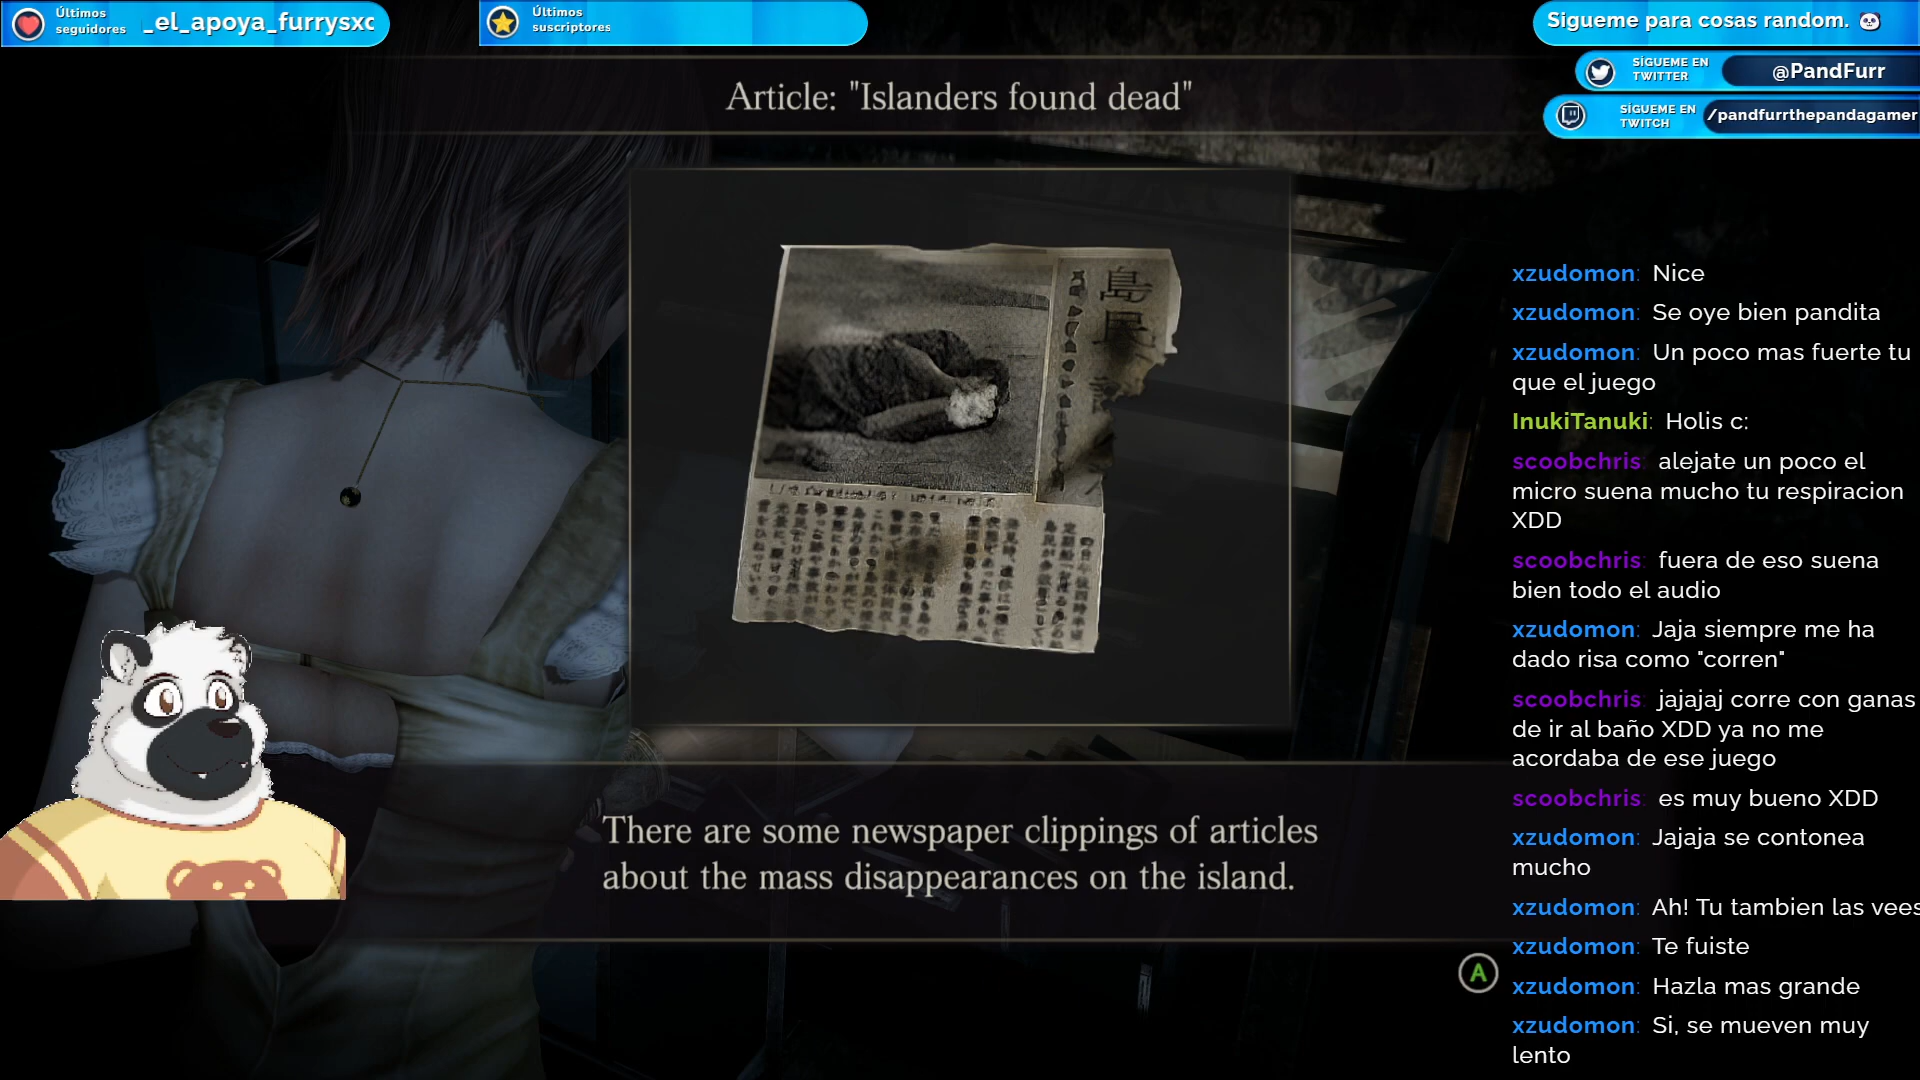 Últimos
seguidores
_el_apoya_furrysxc
Últimos
suscriptores
Sigueme para cosas random.
SÍGUEME EN
TWITTER
@PandFurr
SÍGUEME EN
TWITCH
/pandfurrthepandagamer
Article: "Islanders found dead"
島民
There are some newspaper clippings of articles
about the mass disappearances on the island.
A
xzudomon: Nice
xzudomon: Se oye bien pandita
xzudomon: Un poco mas fuerte tu
que el juego
InukiTanuki: Holis c:
scoobchris: alejate un poco el
micro suena mucho tu respiracion
XDD
scoobchris: fuera de eso suena
bien todo el audio
xzudomon: Jaja siempre me ha
dado risa como "corren"
scoobchris: jajajaj corre con ganas
de ir al baño XDD ya no me
acordaba de ese juego
scoobchris: es muy bueno XDD
xzudomon: Jajaja se contonea
mucho
xzudomon: Ah! Tu tambien las vees
xzudomon: Te fuiste
xzudomon: Hazla mas grande
xzudomon: Si, se mueven muy
lento